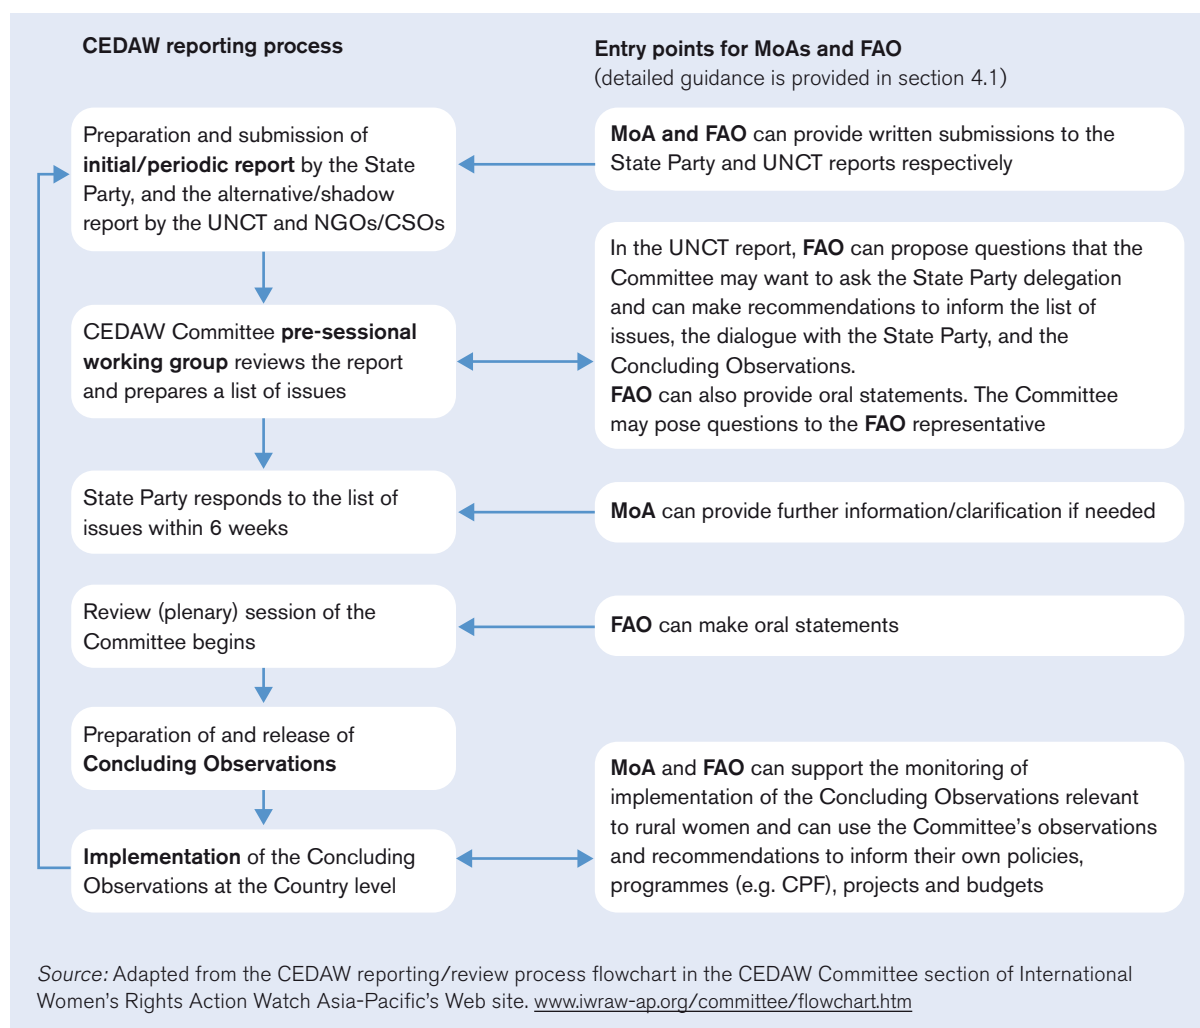 CEDAW reporting process
Entry points for MoAs and FAO
(detailed guidance is provided in section 4.1)
Preparation and submission of
initial/periodic report by the State
Party, and the alternative/shadow
report by the UNCT and NGOs/CSOs
MoA and FAO can provide written submissions to the
State Party and UNCT reports respectively
CEDAW Committee pre-sessional
working group reviews the report
and prepares a list of issues
In the UNCT report, FAO can propose questions that the
Committee may want to ask the State Party delegation
and can make recommendations to inform the list of
issues, the dialogue with the State Party, and the
Concluding Observations.
FAO can also provide oral statements. The Committee
may pose questions to the FAO representative
State Party responds to the list of
issues within 6 weeks
MoA can provide further information/clarification if needed
Review (plenary) session of the
Committee begins
FAO can make oral statements
Preparation of and release of
Concluding Observations
Implementation of the Concluding
Observations at the Country level
MoA and FAO can support the monitoring of
implementation of the Concluding Observations relevant
to rural women and can use the Committee's observations
and recommendations to inform their own policies,
programmes (e.g. CPF), projects and budgets
Source: Adapted from the CEDAW reporting/review process flowchart in the CEDAW Committee section of International
Women's Rights Action Watch Asia-Pacific's Web site. www.iwraw-ap.org/committee/flowchart.htm